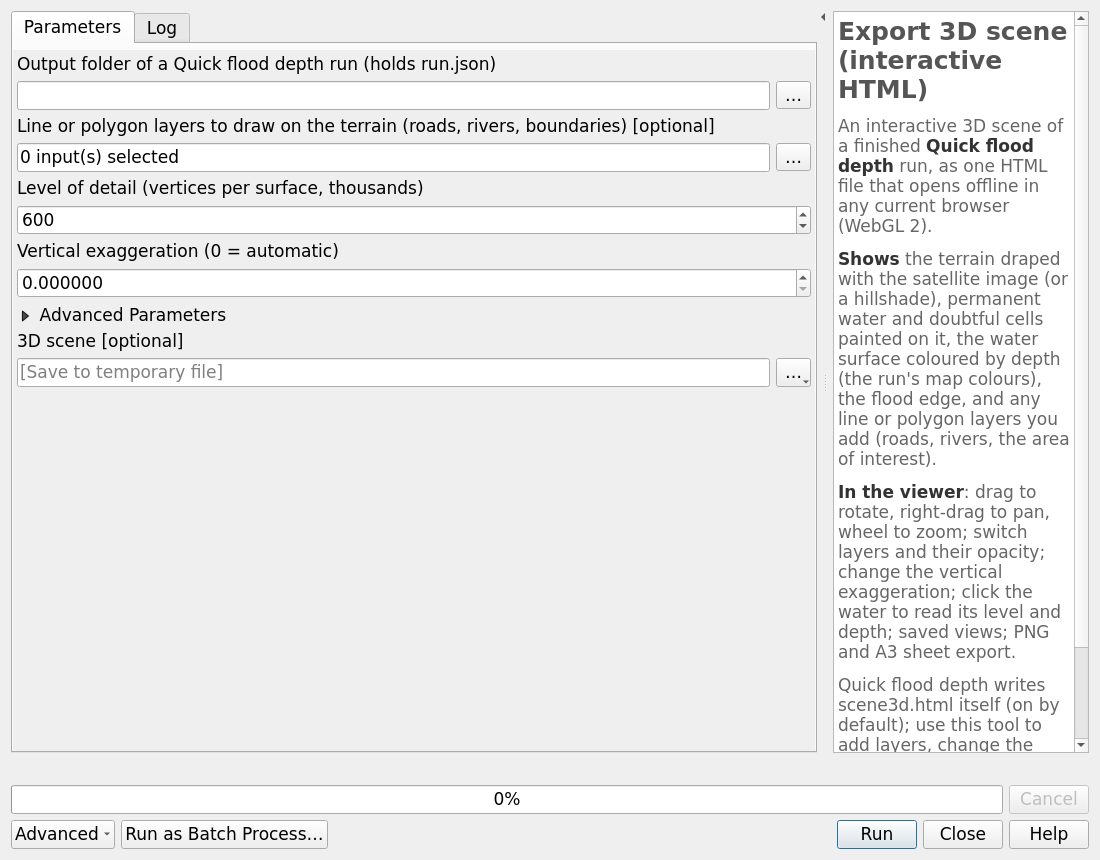 Parameters
Log
Output folder of a Quick flood depth run (holds run.json)
...
Line or polygon layers to draw on the terrain (roads, rivers, boundaries) [optional]
0 input(s) selected
...
Level of detail (vertices per surface, thousands)
600
Vertical exaggeration (0 = automatic)
0.000000
Advanced Parameters
3D scene [optional]
[Save to temporary file]
...
Export 3D scene
(interactive
HTML)
An interactive 3D scene of
a finished Quick flood
depth run, as one HTML
file that opens offline in
any current browser
(WebGL 2).
Shows the terrain draped
with the satellite image (or
a hillshade), permanent
water and doubtful cells
painted on it, the water
surface coloured by depth
(the run's map colours),
the flood edge, and any
line or polygon layers you
add (roads, rivers, the area
of interest).
In the viewer: drag to
rotate, right-drag to pan,
wheel to zoom; switch
layers and their opacity;
change the vertical
exaggeration; click the
water to read its level and
depth; saved views; PNG
and A3 sheet export.
Quick flood depth writes
scene3d.html itself (on by
default); use this tool to
add layers, change the
0%
Cancel
Advanced
Run as Batch Process...
Run
Close
Help